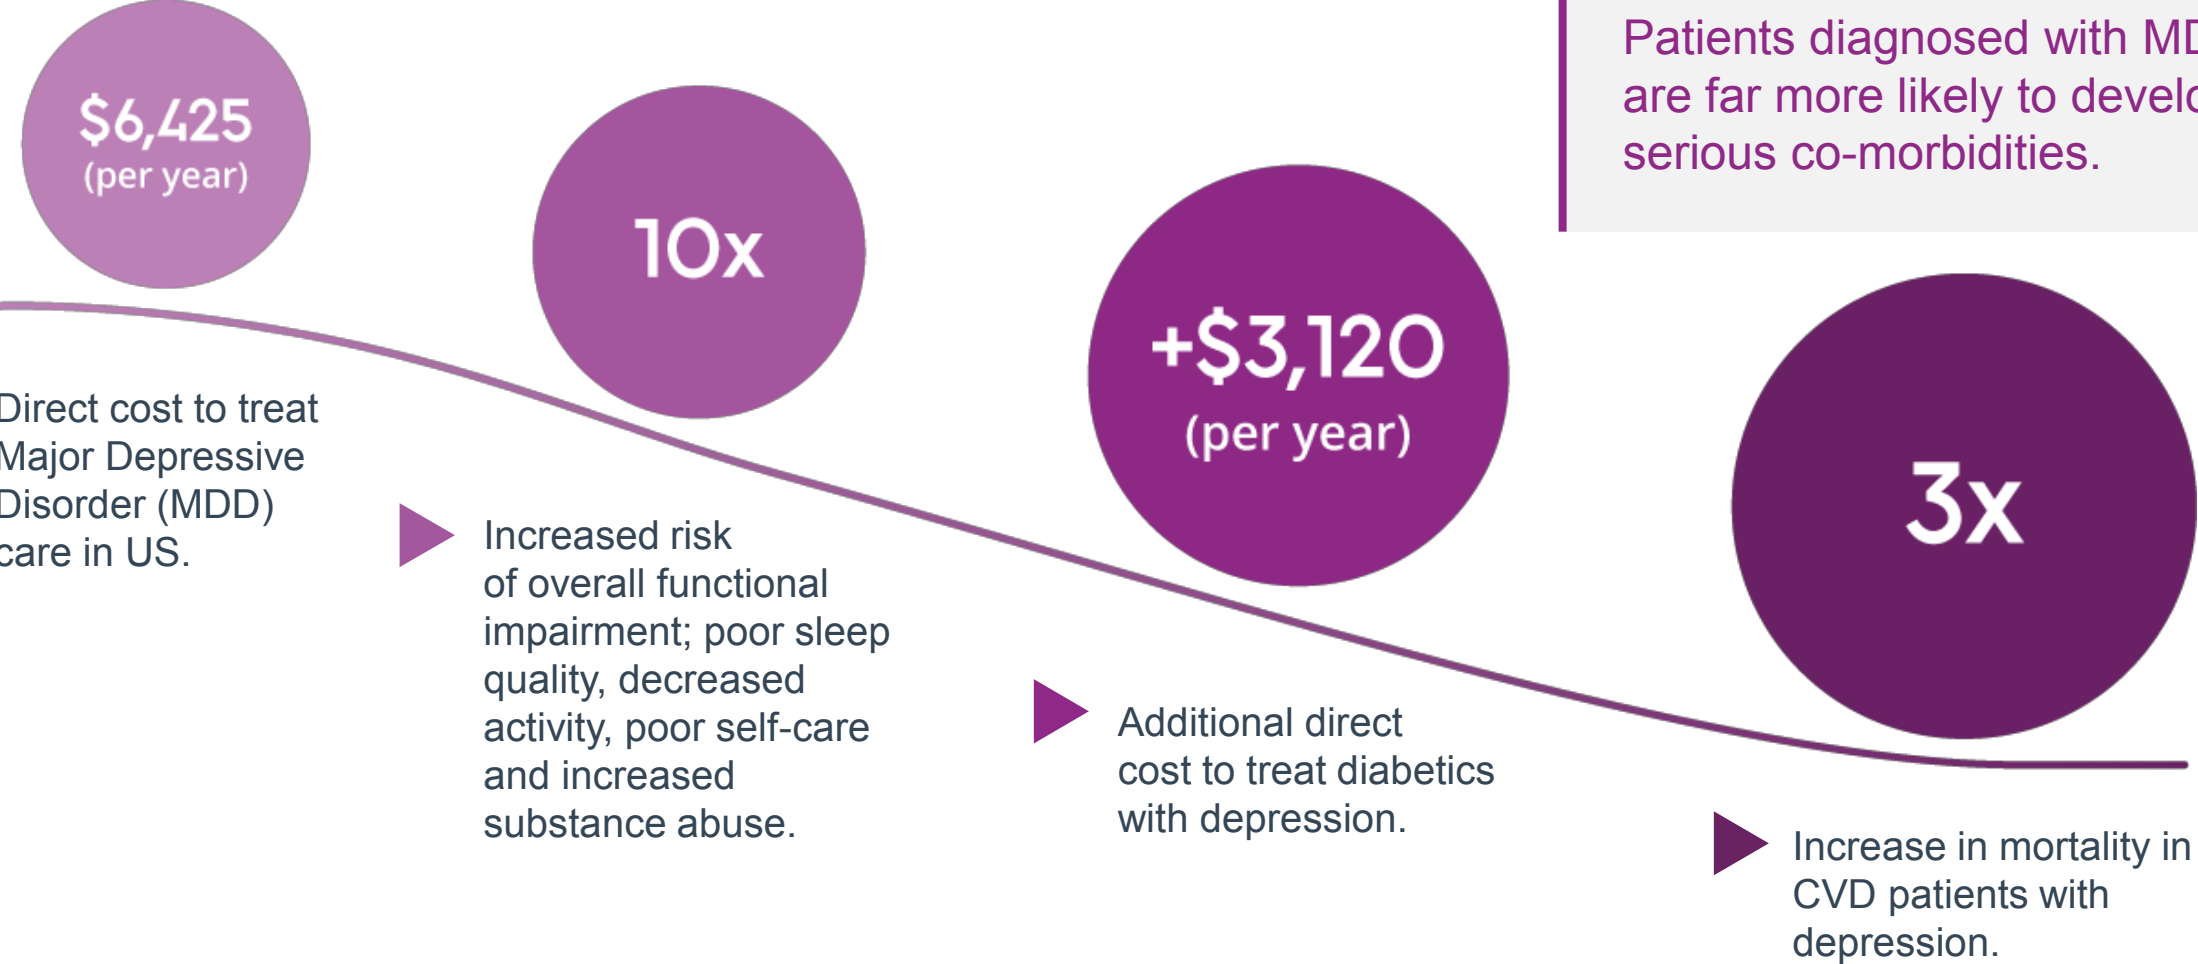 $6,425
(per year)
Direct cost to treat
Major Depressive
Disorder (MDD)
care in US.
10x
Increased risk
of overall functional
impairment; poor sleep
quality, decreased
activity, poor self-care
and increased
substance abuse.
+$3,120
(per year)
Additional direct
cost to treat diabetics
with depression.
Patients diagnosed with MD
are far more likely to develo
serious co-morbidities.
3x
Increase in mortality in
CVD patients with
depression.